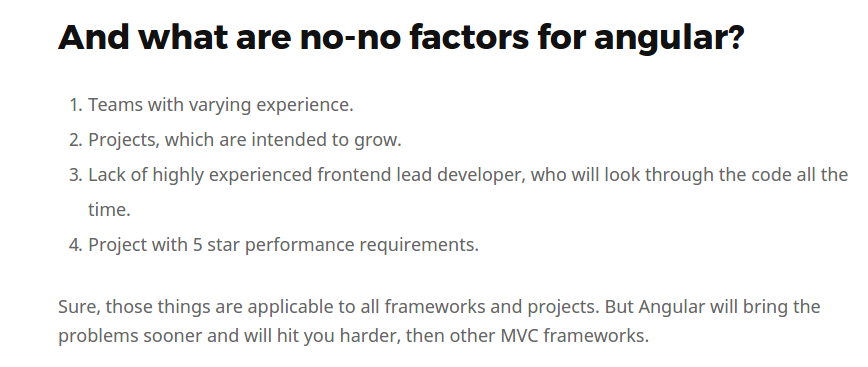 And what are no-no factors for angular?
1. Teams with varying experience.
2. Projects, which are intended to grow.
3. Lack of highly experienced frontend lead developer, who will look through the code all the
time.
4. Project with 5 star performance requirements.
Sure, those things are applicable to all frameworks and projects. But Angular will bring the
problems sooner and will hit you harder, then other MVC frameworks.